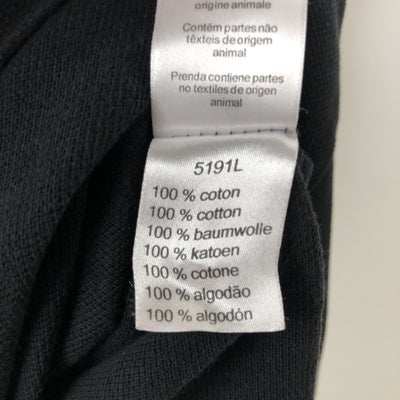 origine animale
Contém partes não
têxteis de origem
animal
Prenda contiene partes
no textiles de origen
animal
5191L
100 % coton
100 % cotton
100 % baumwolle
100 % katoen
100 % cotone
100 % algodão
100 % algodón